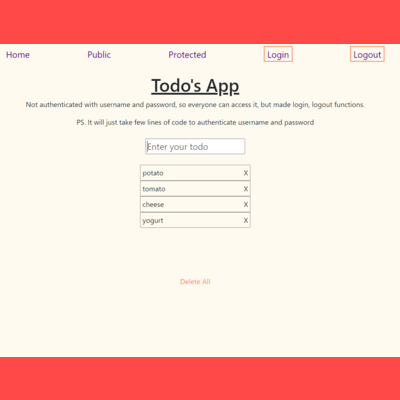 Home Public Protected Login Logout
Todo's App
Not authenticated with username and password, so everyone can access it, but made login, logout functions.
PS. It will just take few lines of code to authenticate username and password
Enter your todo
potato X
tomato X
cheese X
yogurt X
Delete All